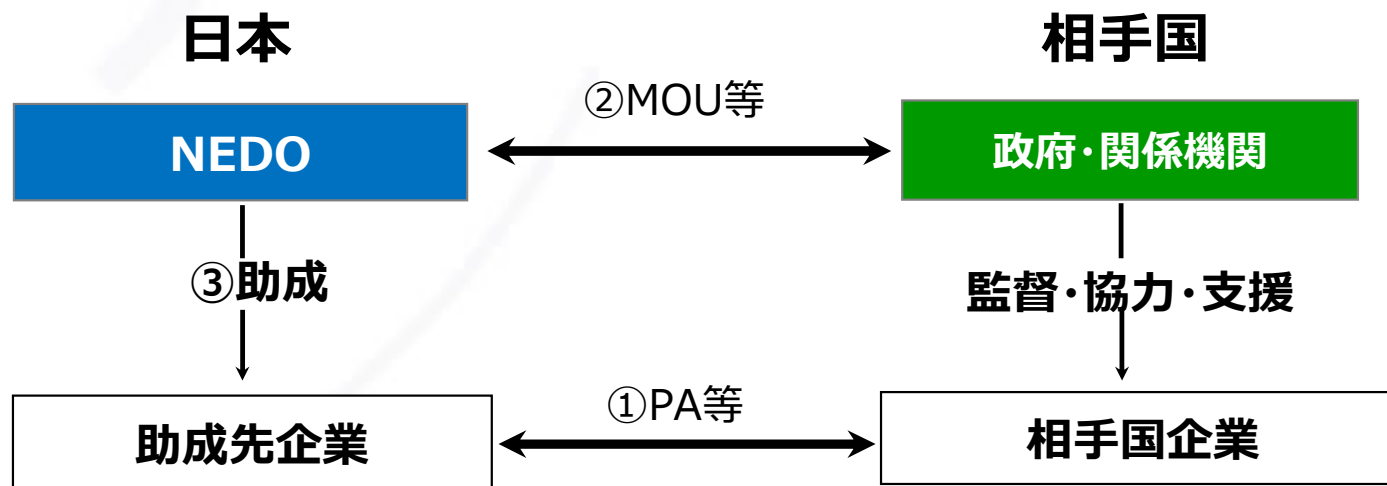 日本
相手国
②MOU等
NEDO
政府・関係機関
③助成
監督・協力・支援
①PA等
助成先企業
相手国企業